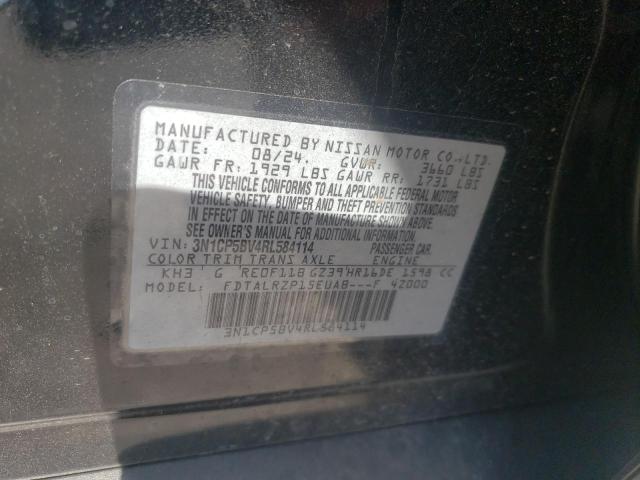 MANUFACTURED BY NISSAN MOTOR CO.,LTD.
DATE: 08/24. GVWR: 3660 LBS
GAWR FR: 1929 LBS GAWR RR: 1731 LBS
THIS VEHICLE CONFORMS TO ALL APPLICABLE FEDERAL MOTOR
VEHICLE SAFETY, BUMPER AND THEFT PREVENTION STANDARDS
IN EFFECT ON THE DATE OF MANUFACTURE SHOWN ABOVE.
SEE OWNER'S MANUAL FOR ADDITIONAL INFORMATION
VIN: 3N1CP5BV4RL584114 PASSENGER CAR.
COLOR TRIM TRANS AXLE ENGINE
KH3 G RE0F11B GZ39 HR16DE 1598 CC
MODEL: FDTALRZP15EUAB---F 42000
3N1CP5BV4RL584114